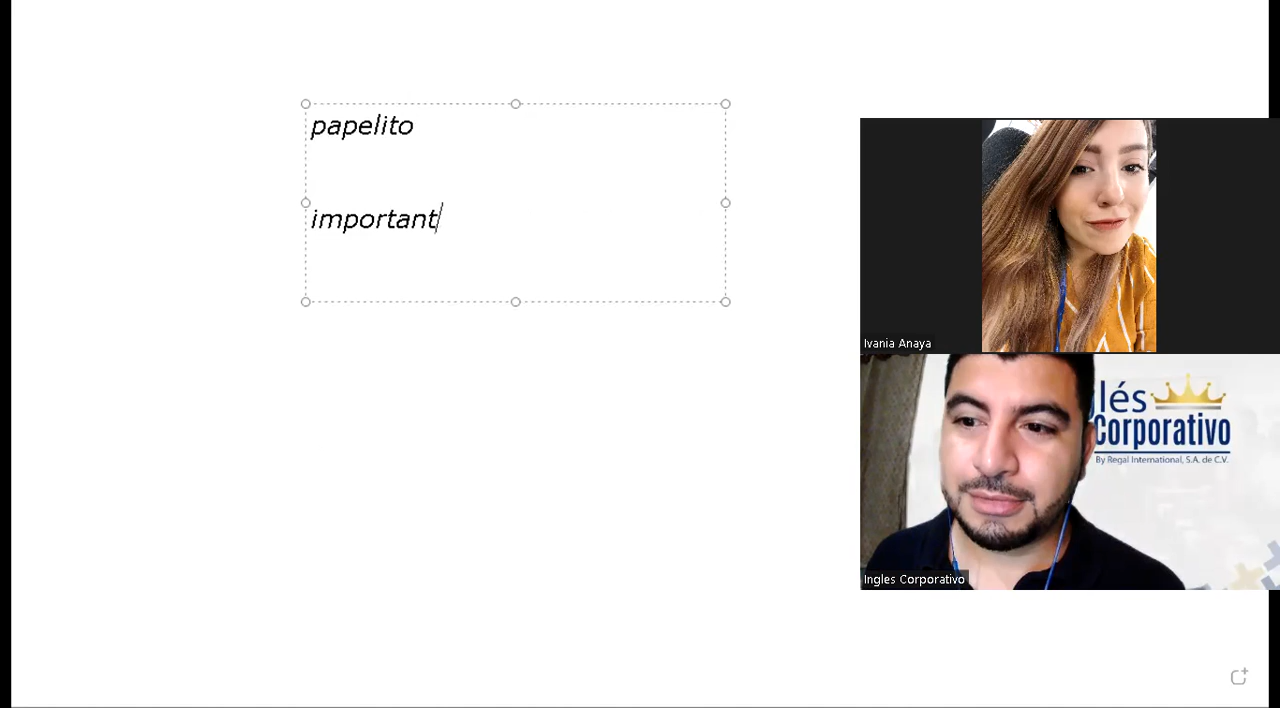 papelito
important
Ivania Anaya
lés
Corporativo
By Regal International, S.A. de C.V.
Ingles Corporativo